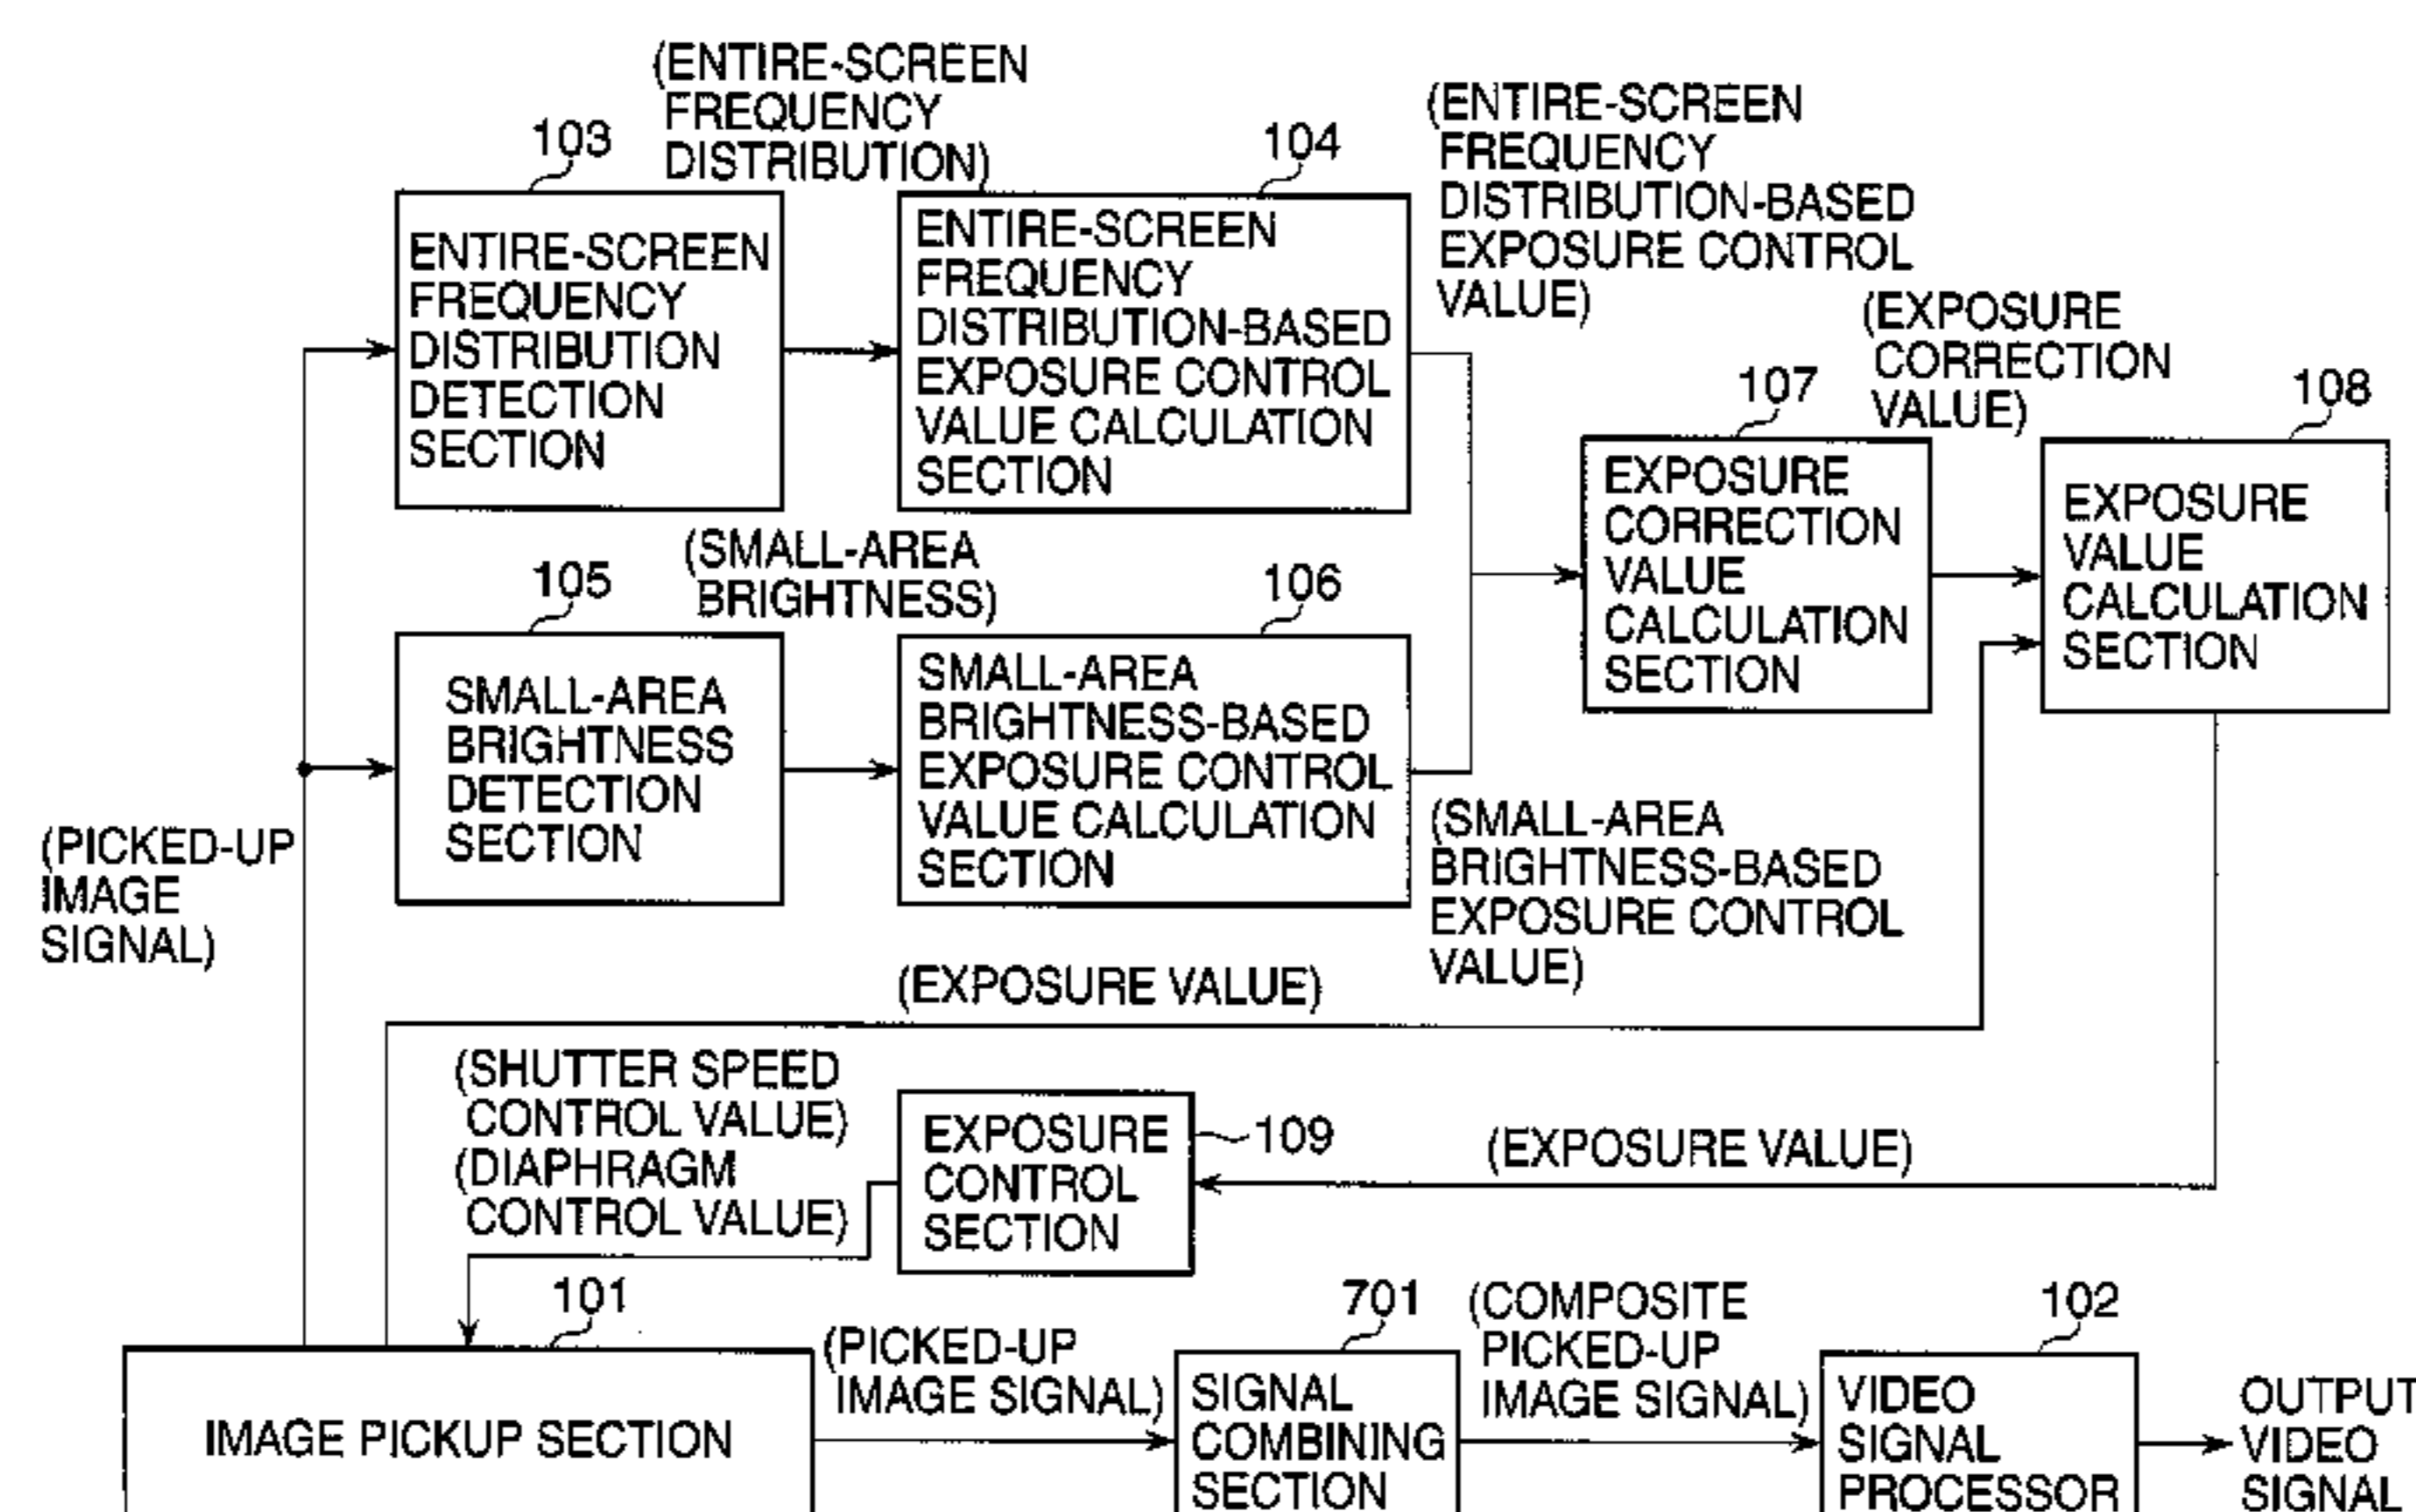 (ENTIRE-SCREEN
FREQUENCY
DISTRIBUTION)
(ENTIRE-SCREEN
FREQUENCY
DISTRIBUTION-BASED
EXPOSURE CONTROL
VALUE)
103
104
ENTIRE-SCREEN
FREQUENCY
DISTRIBUTION
DETECTION
SECTION
ENTIRE-SCREEN
FREQUENCY
DISTRIBUTION-BASED
EXPOSURE CONTROL
VALUE CALCULATION
SECTION
(EXPOSURE
CORRECTION
VALUE)
107
108
EXPOSURE
CORRECTION
VALUE
CALCULATION
SECTION
EXPOSURE
VALUE
CALCULATION
SECTION
(SMALL-AREA
BRIGHTNESS)
105
106
SMALL-AREA
BRIGHTNESS
DETECTION
SECTION
SMALL-AREA
BRIGHTNESS-BASED
EXPOSURE CONTROL
VALUE CALCULATION
SECTION
(SMALL-AREA
BRIGHTNESS-BASED
EXPOSURE CONTROL
VALUE)
(PICKED-UP
IMAGE
SIGNAL)
(EXPOSURE VALUE)
(SHUTTER SPEED
CONTROL VALUE)
(DIAPHRAGM
CONTROL VALUE)
EXPOSURE
CONTROL
SECTION
109
(EXPOSURE VALUE)
101
IMAGE PICKUP SECTION
(PICKED-UP
IMAGE SIGNAL)
701
SIGNAL
COMBINING
SECTION
(COMPOSITE
PICKED-UP
IMAGE SIGNAL)
102
VIDEO
SIGNAL
PROCESSOR
OUTPUT
VIDEO
SIGNAL